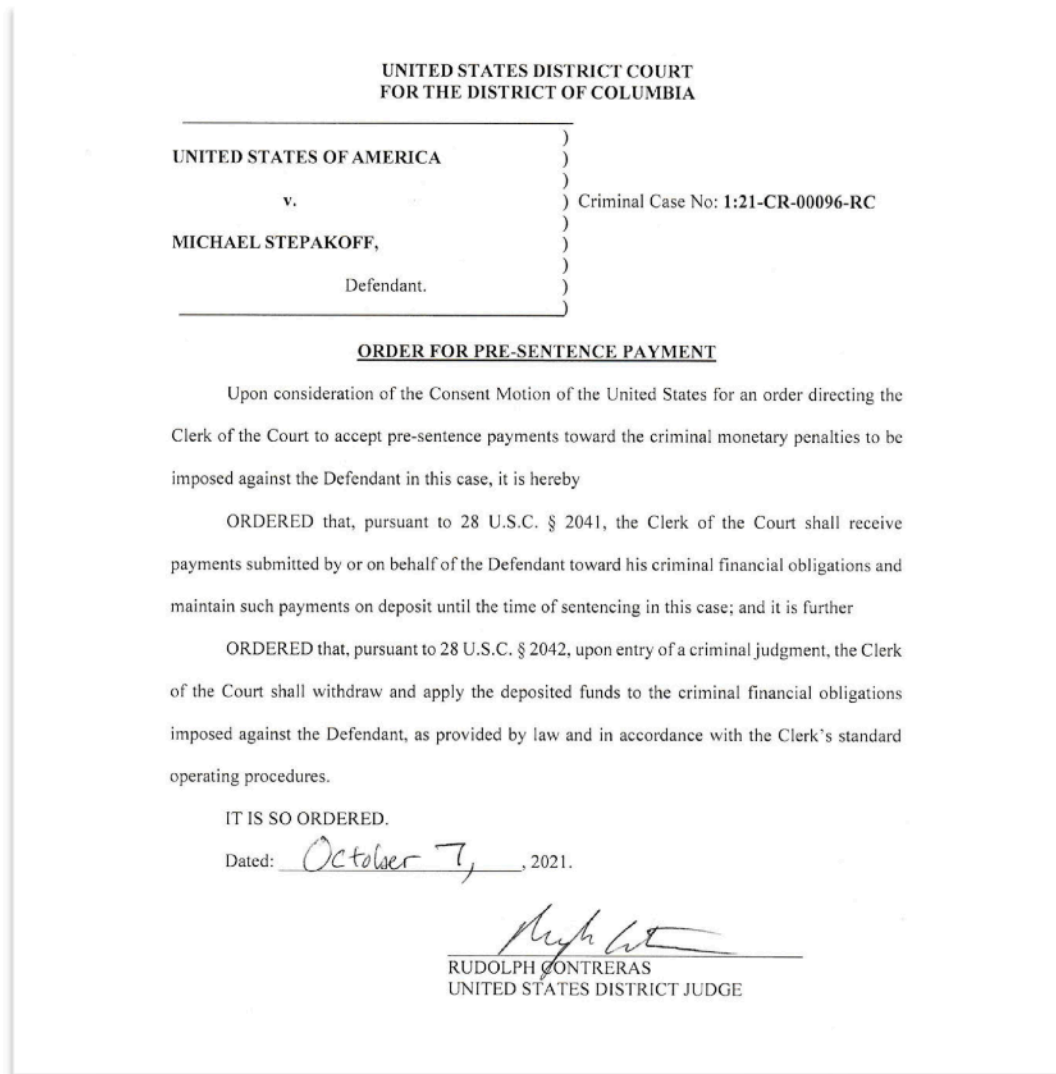 UNITED STATES DISTRICT COURT
FOR THE DISTRICT OF COLUMBIA
UNITED STATES OF AMERICA
v.
MICHAEL STEPAKOFF,
Defendant.
)
)
)
)
)
)
)
)
)
Criminal Case No: 1:21-CR-00096-RC
ORDER FOR PRE-SENTENCE PAYMENT
Upon consideration of the Consent Motion of the United States for an order directing the
Clerk of the Court to accept pre-sentence payments toward the criminal monetary penalties to be
imposed against the Defendant in this case, it is hereby
ORDERED that, pursuant to 28 U.S.C. § 2041, the Clerk of the Court shall receive
payments submitted by or on behalf of the Defendant toward his criminal financial obligations and
maintain such payments on deposit until the time of sentencing in this case; and it is further
ORDERED that, pursuant to 28 U.S.C. § 2042, upon entry of a criminal judgment, the Clerk
of the Court shall withdraw and apply the deposited funds to the criminal financial obligations
imposed against the Defendant, as provided by law and in accordance with the Clerk's standard
operating procedures.
IT IS SO ORDERED.
Dated: October 7, , 2021.
RUDOLPH CONTRERAS
UNITED STATES DISTRICT JUDGE